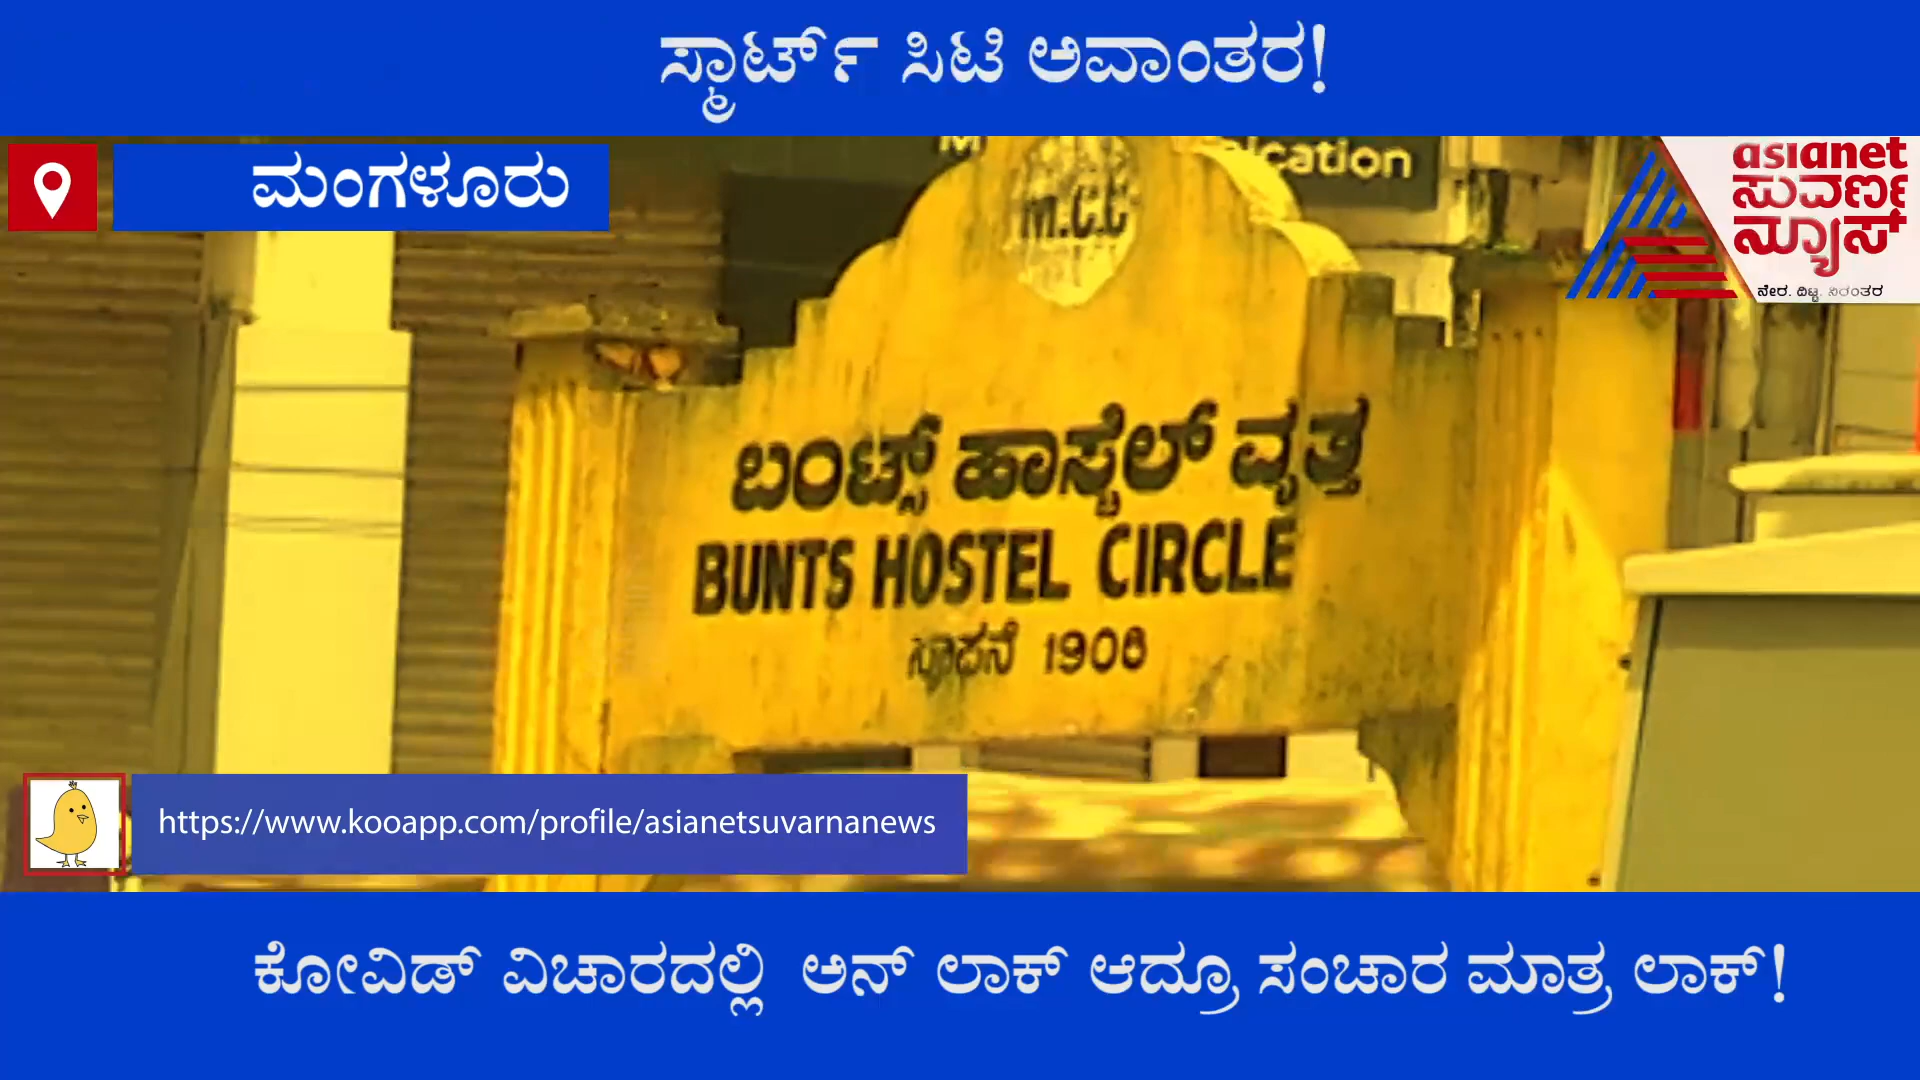 ಸ್ಮಾರ್ಟ್ ಸಿಟಿ ಅವಾಂತರ!
ಮಂಗಳೂರು
asianet
ಸುವರ್ಣ
ನ್ಯೂಸ್
ನೇರ. ದಿಟ್ಟ. ನಿರಂತರ
M.C.C
ಬಂಟ್ಸ್ ಹಾಸ್ಟೆಲ್ ವೃತ್ತ
BUNTS HOSTEL CIRCLE
ಸ್ಥಾಪನೆ 1908
https://www.kooapp.com/profile/asianetsuvarnanews
ಕೋವಿಡ್ ವಿಚಾರದಲ್ಲಿ ಅನ್ ಲಾಕ್ ಆದ್ರೂ ಸಂಚಾರ ಮಾತ್ರ ಲಾಕ್!